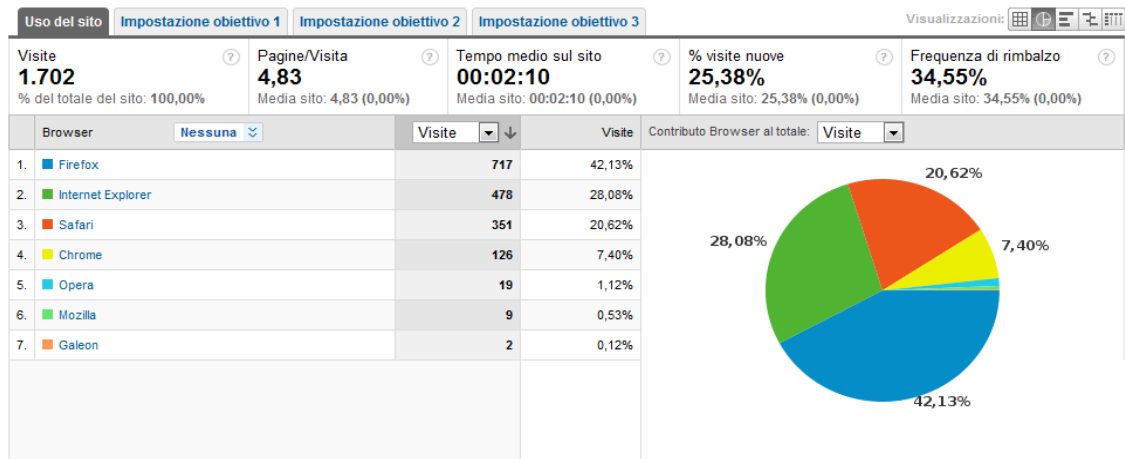 Uso del sito Impostazione obiettivo 1 Impostazione obiettivo 2 Impostazione obiettivo 3 Visualizzazioni:
Visite ? Pagine/Visita ? Tempo medio sul sito ? % visite nuove ? Frequenza di rimbalzo ?
1.702 4,83 00:02:10 25,38% 34,55%
% del totale del sito: 100,00% Media sito: 4,83 (0,00%) Media sito: 00:02:10 (0,00%) Media sito: 25,38% (0,00%) Media sito: 34,55% (0,00%)
Browser Nessuna Visite Visite Contributo Browser al totale: Visite
1. Firefox 717 42,13%
2. Internet Explorer 478 28,08%
3. Safari 351 20,62%
4. Chrome 126 7,40%
5. Opera 19 1,12%
6. Mozilla 9 0,53%
7. Galeon 2 0,12%
20,62%
28,08%
7,40%
42,13%